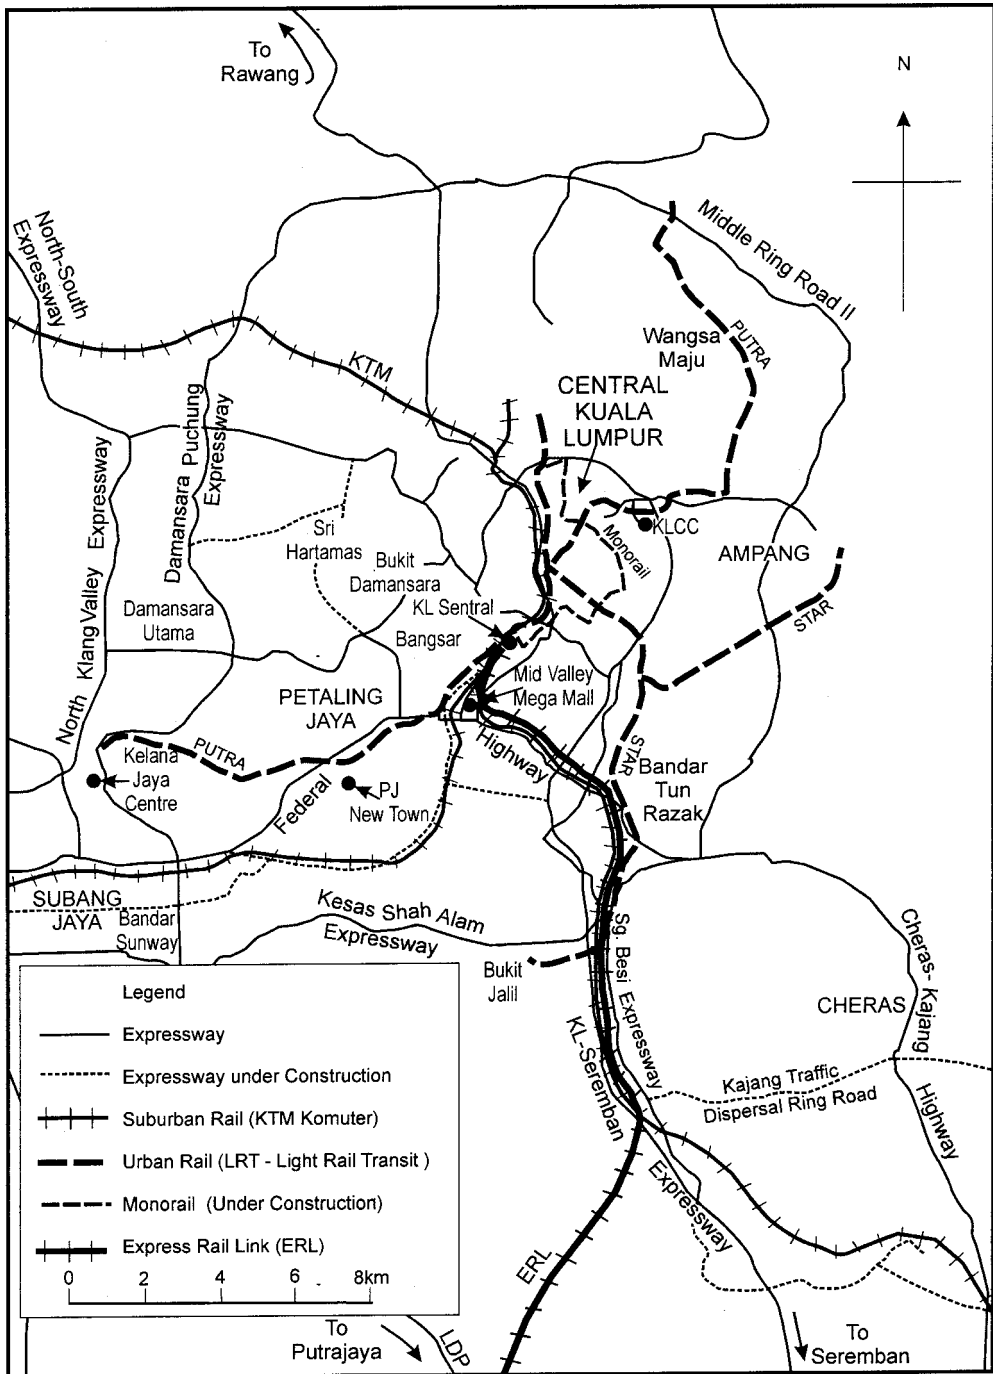 To
Rawang
N
North-South
Expressway
Middle Ring Road II
KTM
Wangsa
Maju
PUTRA
CENTRAL
KUALA
LUMPUR
Damansara Puchung
Expressway
North Klang Valley Expressway
Sri
Hartamas
KLCC
Monorail
AMPANG
Bukit
Damansara
KL Sentral
Damansara
Utama
Bangsar
STAR
Mid Valley
Mega Mall
PETALING
JAYA
PUTRA
Kelana
Jaya
Centre
Federal
Highway
STAR
Bandar
Tun
Razak
PJ
New Town
SUBANG
JAYA
Bandar
Sunway
Kesas Shah Alam
Expressway
Bukit
Jalil
Sg. Besi Expressway
Cheras-Kajang
Highway
CHERAS
KL-Seremban
Expressway
Kajang Traffic
Dispersal Ring Road
ERL
Legend
Expressway
Expressway under Construction
Suburban Rail (KTM Komuter)
Urban Rail (LRT - Light Rail Transit )
Monorail (Under Construction)
Express Rail Link (ERL)
0 2 4 6 8km
To
Putrajaya
LDP
To
Seremban